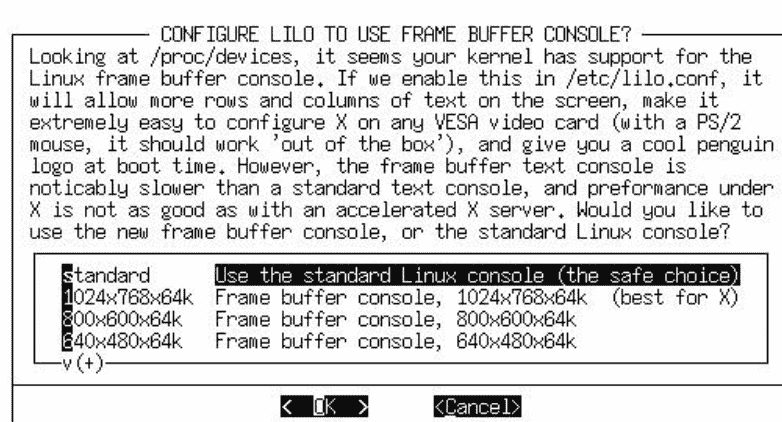 CONFIGURE LILO TO USE FRAME BUFFER CONSOLE?
Looking at /proc/devices, it seems your kernel has support for the
Linux frame buffer console. If we enable this in /etc/lilo.conf, it
will allow more rows and columns of text on the screen, make it
extremely easy to configure X on any VESA video card (with a PS/2
mouse, it should work 'out of the box'), and give you a cool penguin
logo at boot time. However, the frame buffer text console is
noticably slower than a standard text console, and preformance under
X is not as good as with an accelerated X server. Would you like to
use the new frame buffer console, or the standard Linux console?
standard Use the standard Linux console (the safe choice)
1024x768x64k Frame buffer console, 1024x768x64k (best for X)
800x600x64k Frame buffer console, 800x600x64k
640x480x64k Frame buffer console, 640x480x64k
v(+)
< OK > <Cancel>